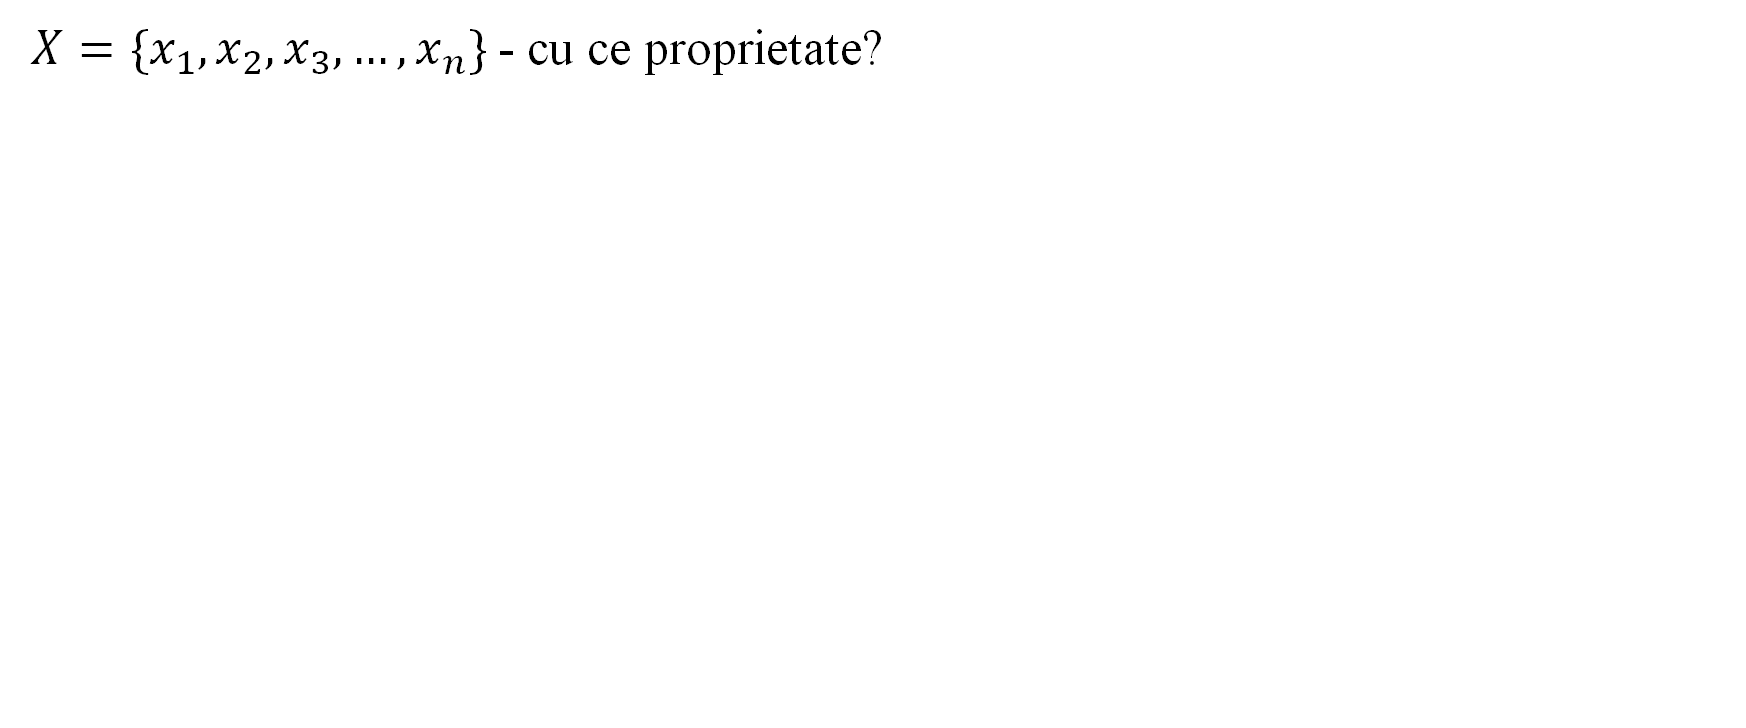 X = {x₁, x₂, x₃, … , xₙ} - cu ce proprietate?